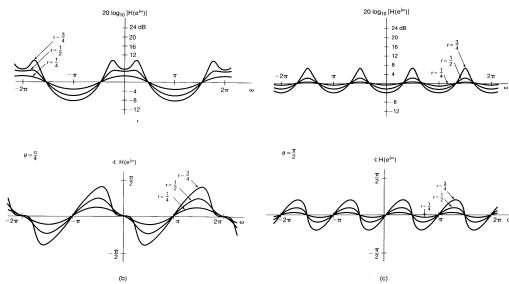 20 log₁₀ |H(e^jω)|
24 dB
20
16
12
8
4
−4
−8
−12
r = 3/4
r = 1/2
r = 1/4
−2π
−π
π
2π
ω
20 log₁₀ |H(e^jω)|
24 dB
20
16
12
8
4
−4
−8
−12
r = 3/4
r = 1/2
r = 1/4
−2π
−π
π
2π
ω
θ = π/4
∢ H(e^jω)
π/2
r = 3/4
r = 1/2
r = 1/4
−2π
−π
π
2π
ω
−π/2
(b)
θ = π/2
∢ H(e^jω)
π/2
r = 3/4
r = 1/2
r = 1/4
−2π
−π
π
2π
−π/2
(c)